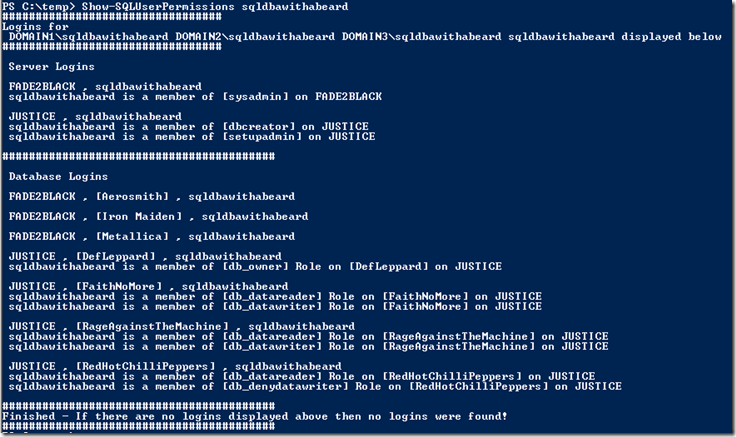 PS C:\temp> Show-SQLUserPermissions sqldbawithabeard
#################################
Logins for
DOMAIN1\sqldbawithabeard DOMAIN2\sqldbawithabeard DOMAIN3\sqldbawithabeard sqldbawithabeard displayed below
#################################
Server Logins
FADE2BLACK , sqldbawithabeard
sqldbawithabeard is a member of [sysadmin] on FADE2BLACK
JUSTICE , sqldbawithabeard
sqldbawithabeard is a member of [dbcreator] on JUSTICE
sqldbawithabeard is a member of [setupadmin] on JUSTICE
#########################################
Database Logins
FADE2BLACK , [Aerosmith] , sqldbawithabeard
FADE2BLACK , [Iron Maiden] , sqldbawithabeard
FADE2BLACK , [Metallica] , sqldbawithabeard
JUSTICE , [DefLeppard] , sqldbawithabeard
sqldbawithabeard is a member of [db_owner] Role on [DefLeppard] on JUSTICE
JUSTICE , [FaithNoMore] , sqldbawithabeard
sqldbawithabeard is a member of [db_datareader] Role on [FaithNoMore] on JUSTICE
sqldbawithabeard is a member of [db_datawriter] Role on [FaithNoMore] on JUSTICE
JUSTICE , [RageAgainstTheMachine] , sqldbawithabeard
sqldbawithabeard is a member of [db_datareader] Role on [RageAgainstTheMachine] on JUSTICE
sqldbawithabeard is a member of [db_datawriter] Role on [RageAgainstTheMachine] on JUSTICE
JUSTICE , [RedHotChilliPeppers] , sqldbawithabeard
sqldbawithabeard is a member of [db_datareader] Role on [RedHotChilliPeppers] on JUSTICE
sqldbawithabeard is a member of [db_denydatawriter] Role on [RedHotChilliPeppers] on JUSTICE
#########################################
Finished - If there are no logins displayed above then no logins were found!
#########################################